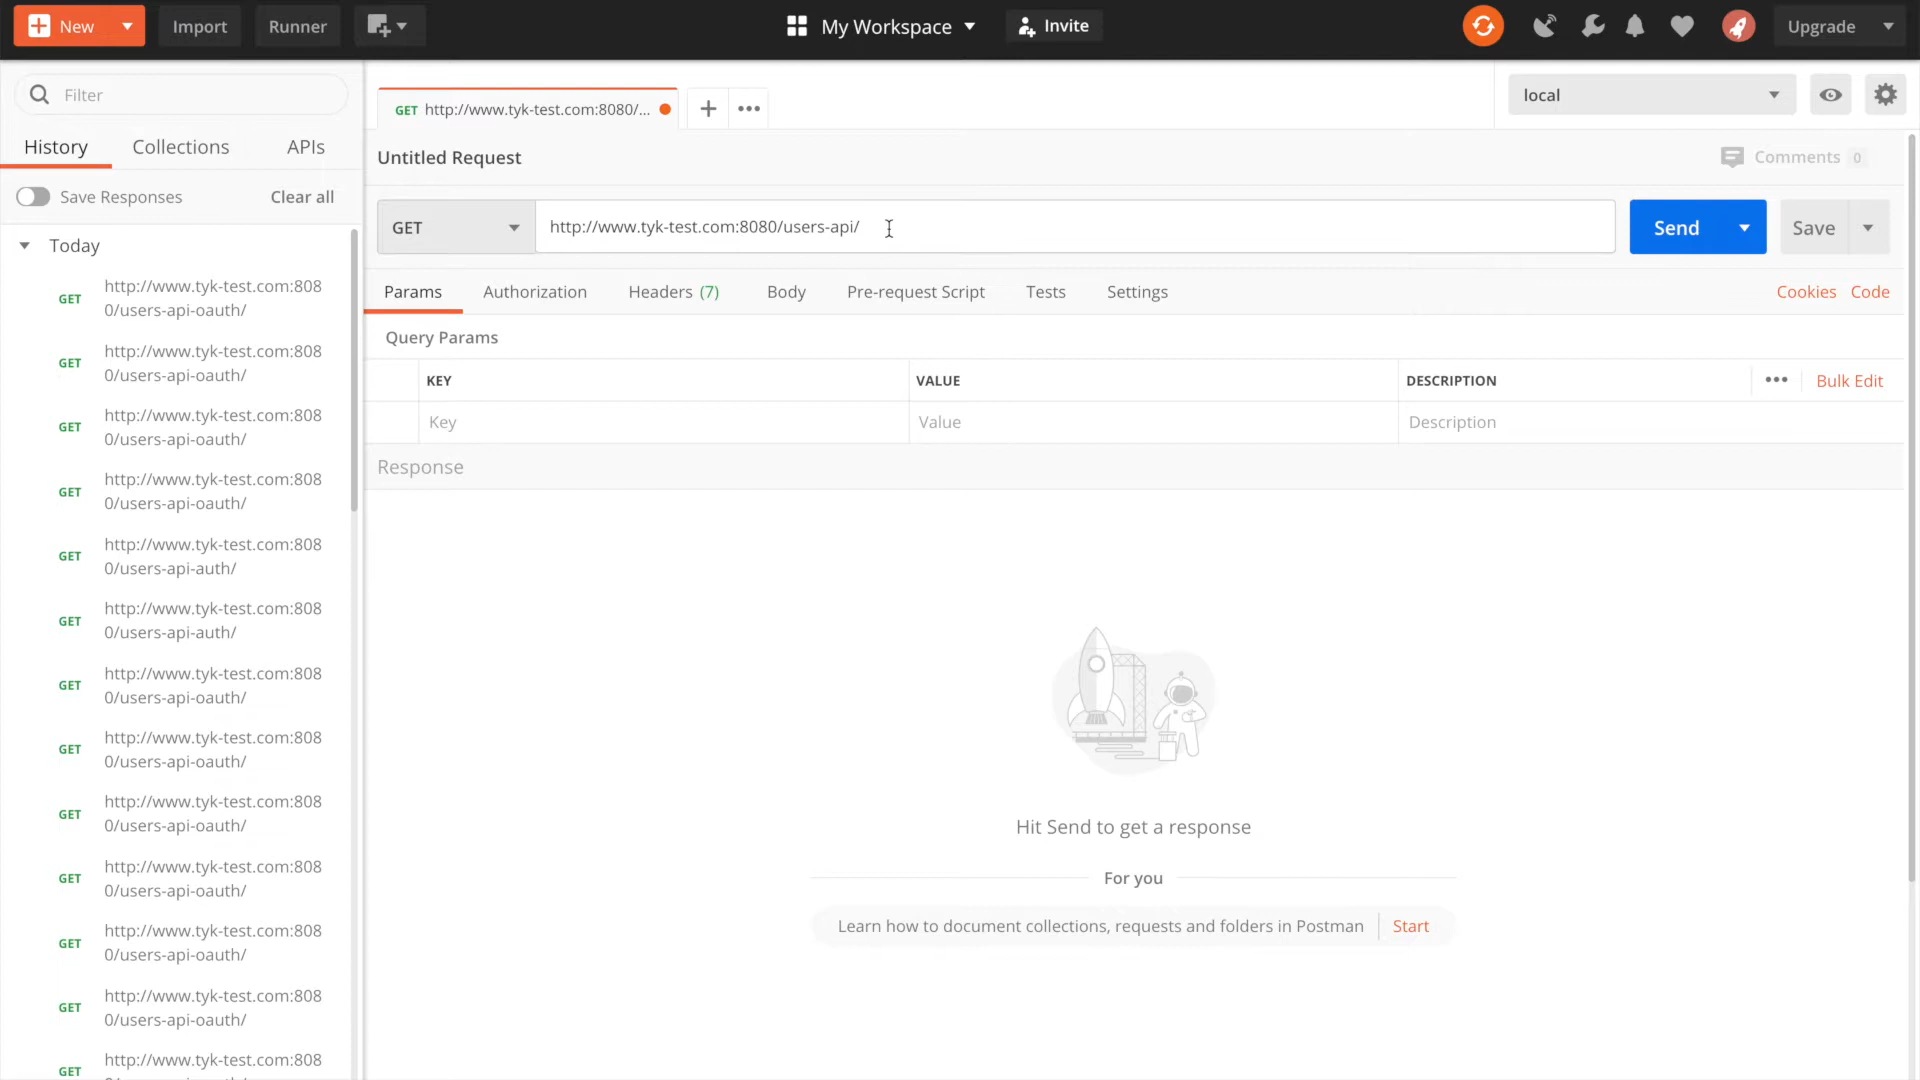 New
Import
Runner
My Workspace
Invite
Upgrade
Filter
History
Collections
APIs
Save Responses
Clear all
Today
GET
http://www.tyk-test.com:808
0/users-api-oauth/
GET
http://www.tyk-test.com:808
0/users-api-oauth/
GET
http://www.tyk-test.com:808
0/users-api-oauth/
GET
http://www.tyk-test.com:808
0/users-api-oauth/
GET
http://www.tyk-test.com:808
0/users-api-auth/
GET
http://www.tyk-test.com:808
0/users-api-auth/
GET
http://www.tyk-test.com:808
0/users-api-oauth/
GET
http://www.tyk-test.com:808
0/users-api-oauth/
GET
http://www.tyk-test.com:808
0/users-api-oauth/
GET
http://www.tyk-test.com:808
0/users-api-oauth/
GET
http://www.tyk-test.com:808
0/users-api-oauth/
GET
http://www.tyk-test.com:808
0/users-api-oauth/
GET
http://www.tyk-test.com:808
GET http://www.tyk-test.com:8080/...
local
Untitled Request
Comments 0
GET
http://www.tyk-test.com:8080/users-api/
Send
Save
Params
Authorization
Headers (7)
Body
Pre-request Script
Tests
Settings
Cookies
Code
Query Params
KEY
VALUE
DESCRIPTION
Bulk Edit
Key
Value
Description
Response
Hit Send to get a response
For you
Learn how to document collections, requests and folders in Postman
Start